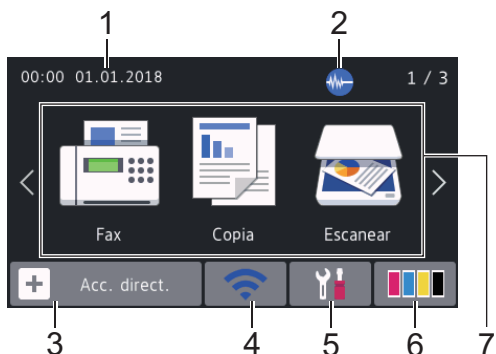 1
2
00:00 01.01.2018
1 / 3
Fax
Copia
Escanear
Acc. direct.
3
4
5
6
7